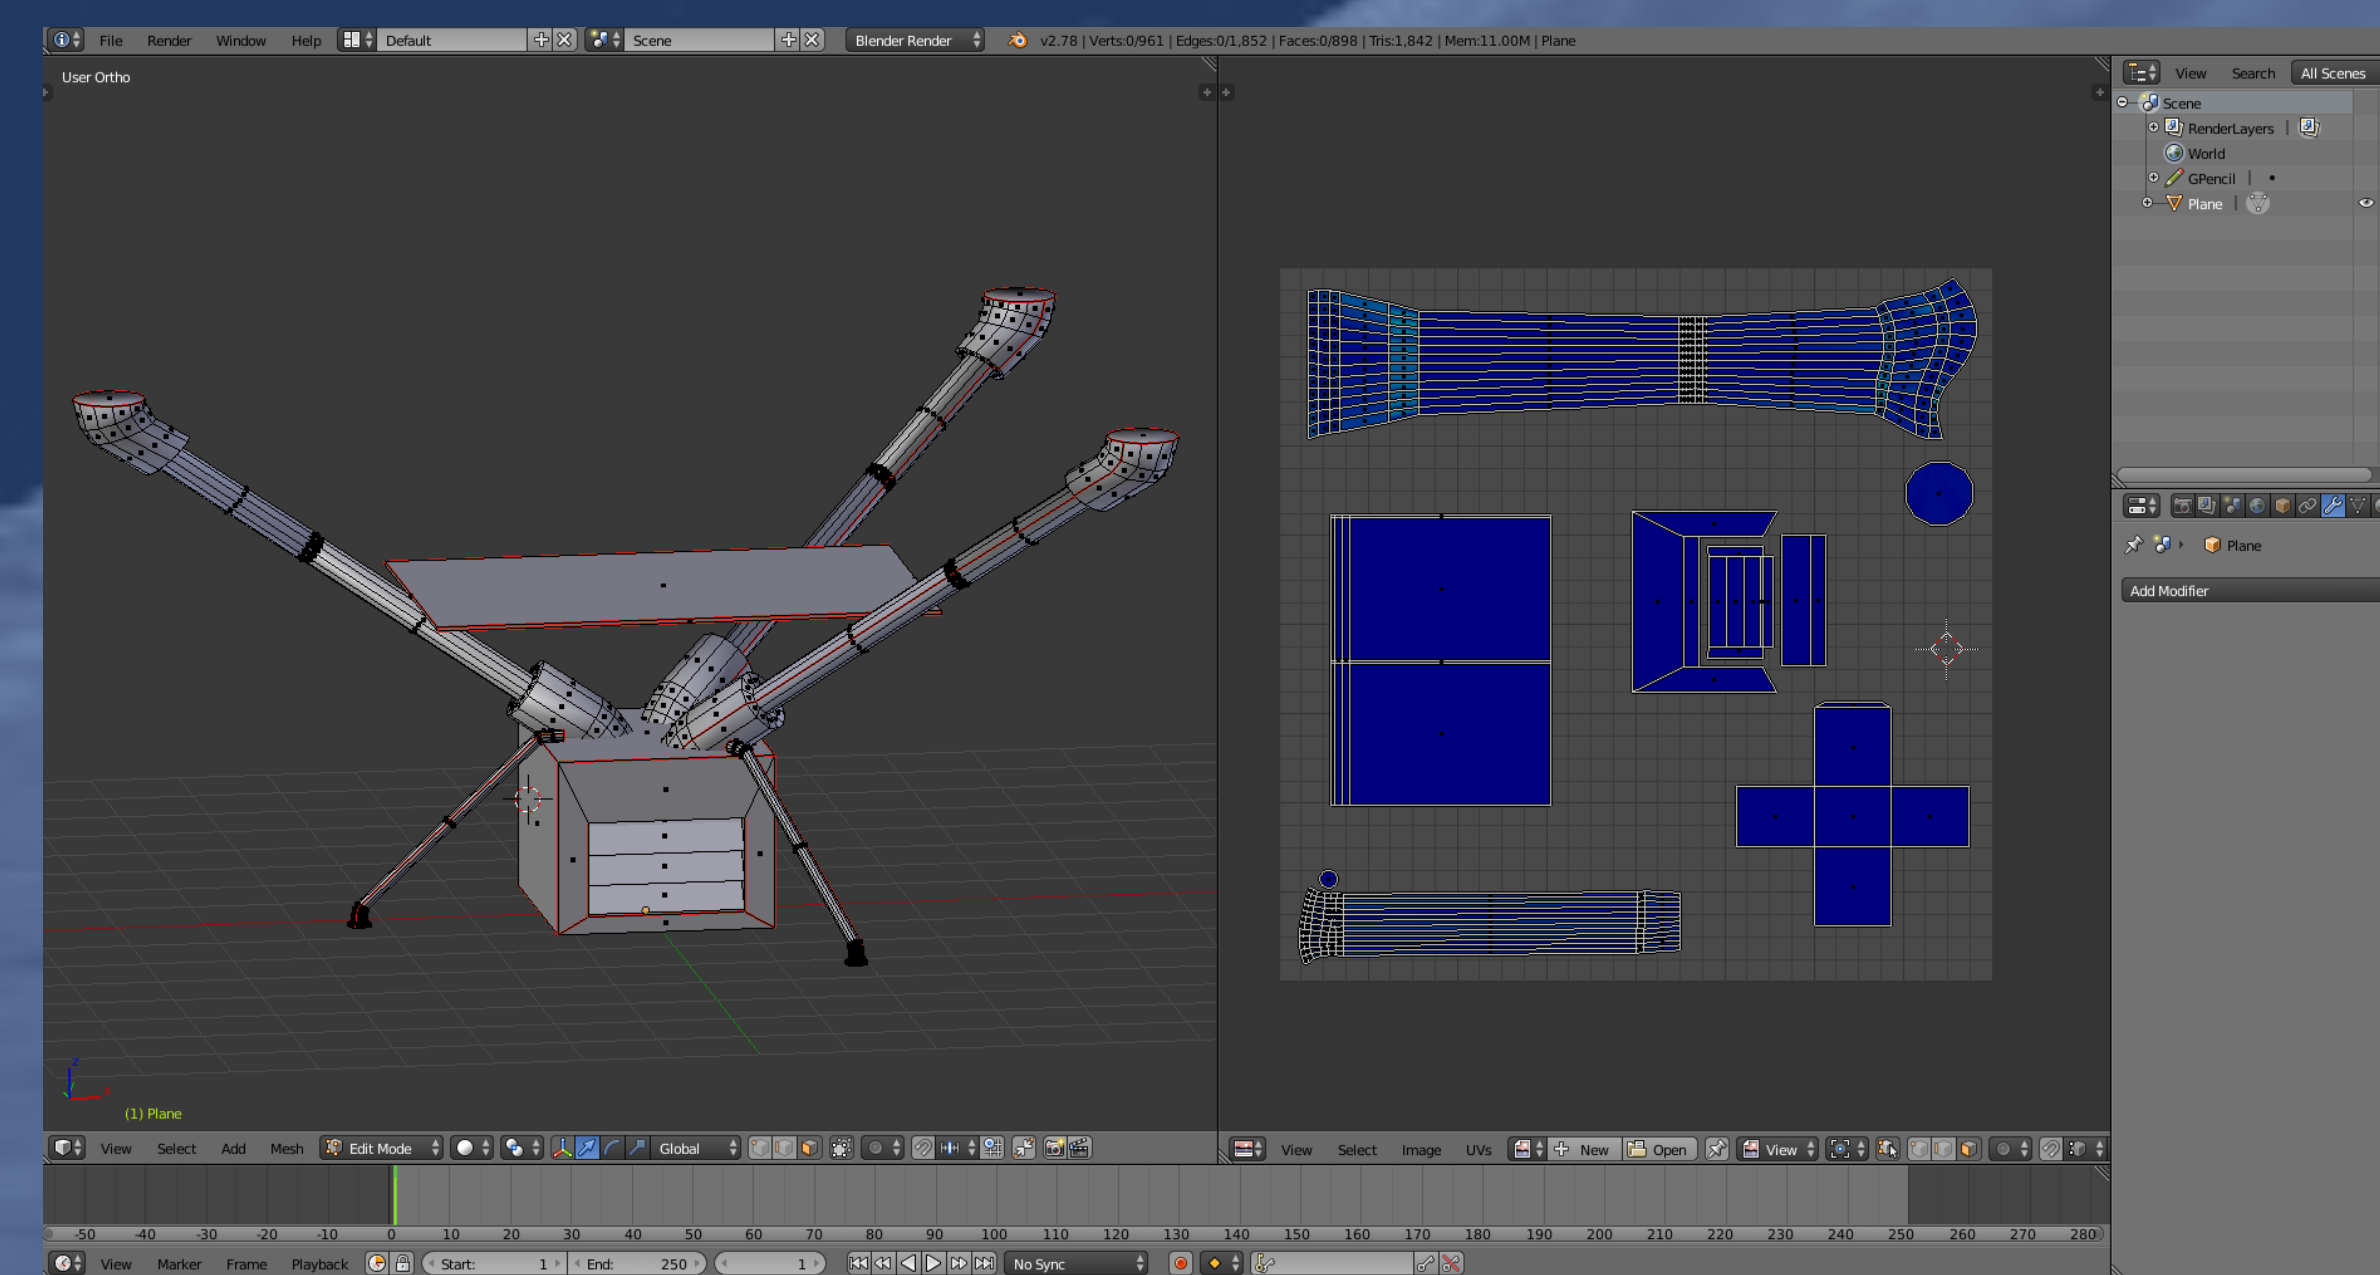 File Render Window Help Default Scene Blender Render v2.78 | Verts:0/961 | Edges:0/1,852 | Faces:0/898 | Tris:1,842 | Mem:11.00M | Plane
User Ortho
View Search All Scenes
Scene
RenderLayers
World
GPencil
Plane
Plane
Add Modifier
z
x
(1) Plane
View Select Add Mesh Edit Mode Global
View Select Image UVs New Open View
-50 -40 -30 -20 -10 0 10 20 30 40 50 60 70 80 90 100 110 120 130 140 150 160 170 180 190 200 210 220 230 240 250 260 270 280
View Marker Frame Playback Start: 1 End: 250 1 No Sync